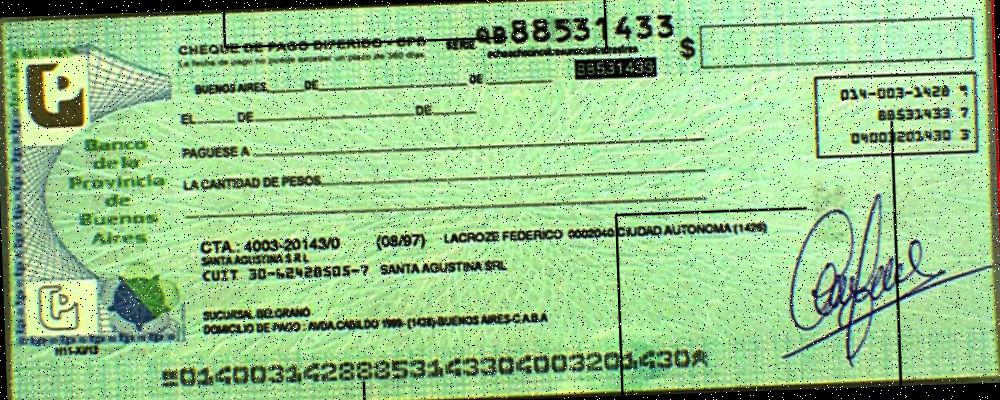 CHEQUE DE PAGO DIFERIDO - CPD SERIE 88531433 $
La fecha de pago no puede exceder un plazo de 360 días
88531433
BUENOS AIRES, DE DE
EL DE DE
014-003-1428 9
88531433 7
04003201430 3
PAGUESE A
LA CANTIDAD DE PESOS
Banco
de la
Provincia
de
Buenos
Aires
CTA.: 4003-20143/0 (08/97) LACROZE FEDERICO 0002040 CIUDAD AUTONOMA (1426)
SANTA AGUSTINA S.R.L
CUIT 30-62428505-7 SANTA AGUSTINA SRL
SUCURSAL BELGRANO
DOMICILIO DE PAGO : AVDA.CABILDO 1999- (1428)-BUENOS AIRES-C.A.B.A
01400314288853143304003201430